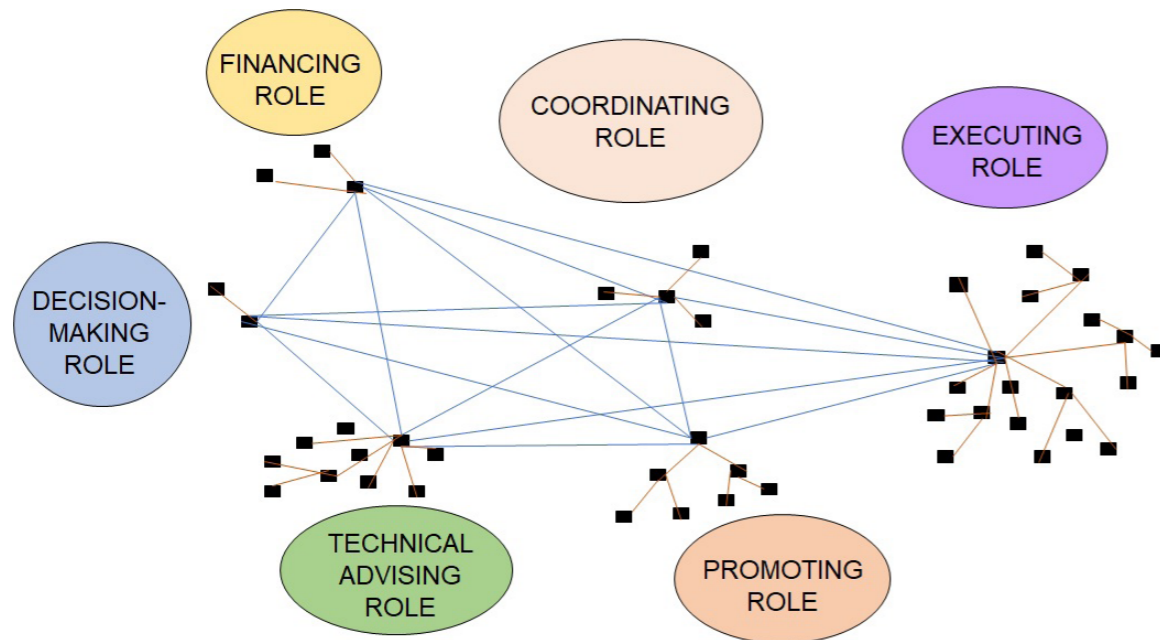 FINANCING
ROLE
COORDINATING
ROLE
EXECUTING
ROLE
DECISION-
MAKING
ROLE
TECHNICAL
ADVISING
ROLE
PROMOTING
ROLE